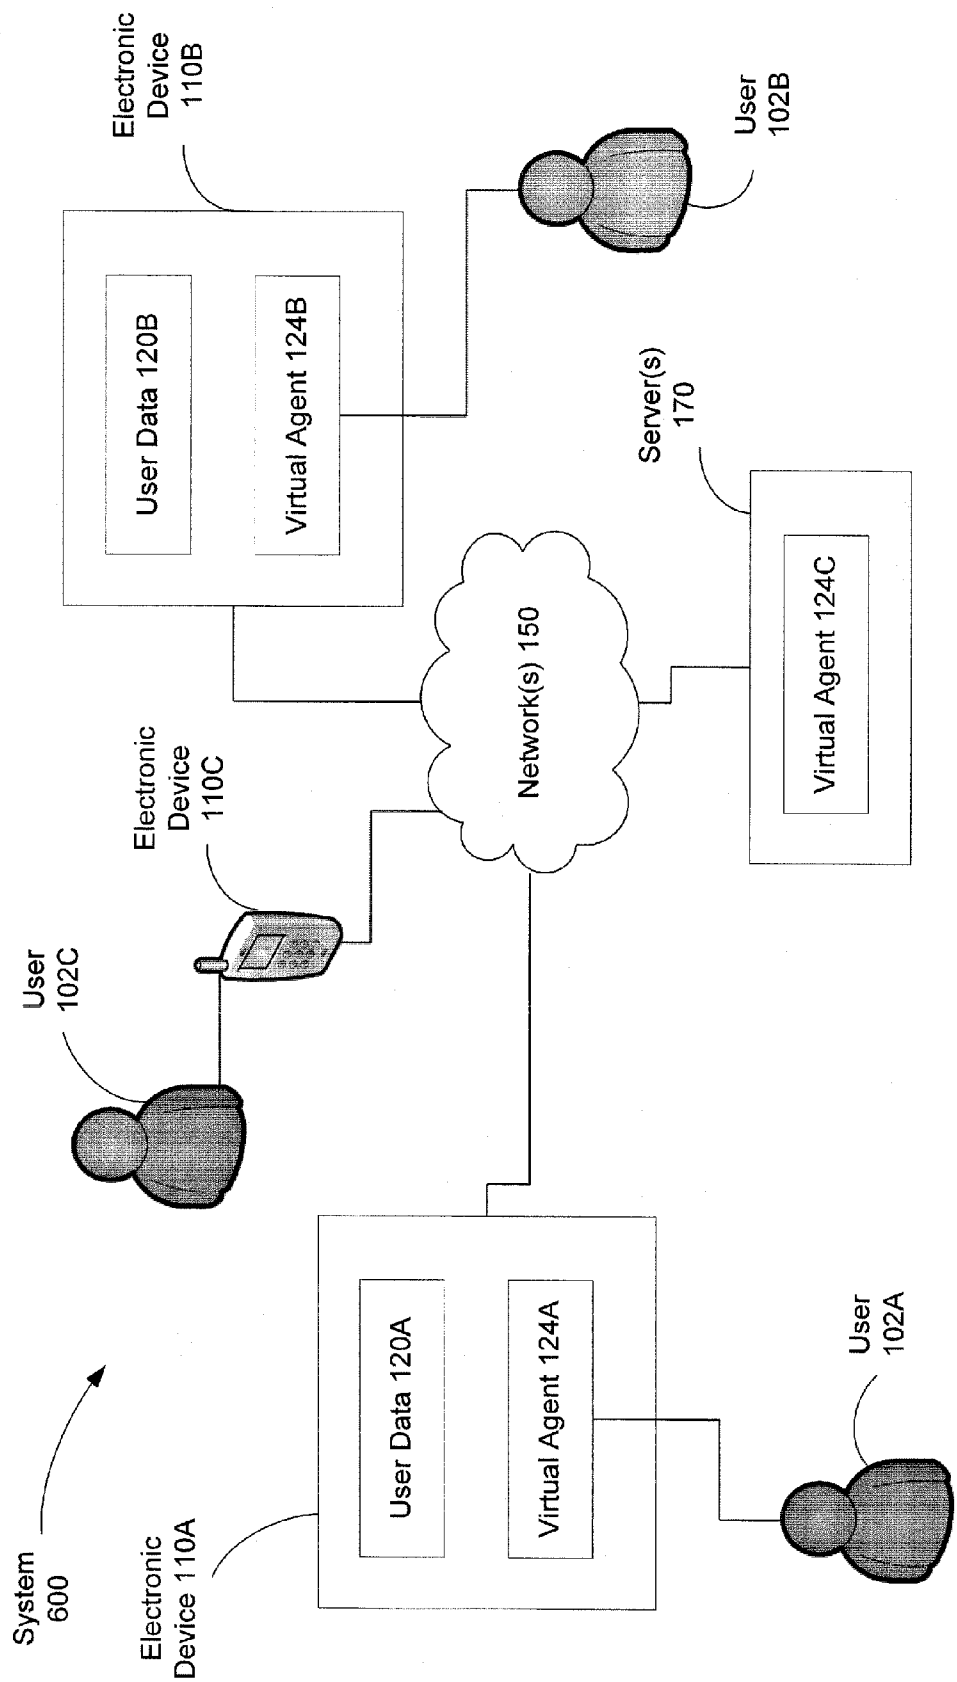 System
600
Electronic
Device 110A
User Data 120A
Virtual Agent 124A
User
102A
User
102C
Electronic
Device
110C
Network(s) 150
Electronic
Device
110B
User Data 120B
Virtual Agent 124B
User
102B
Server(s)
170
Virtual Agent 124C